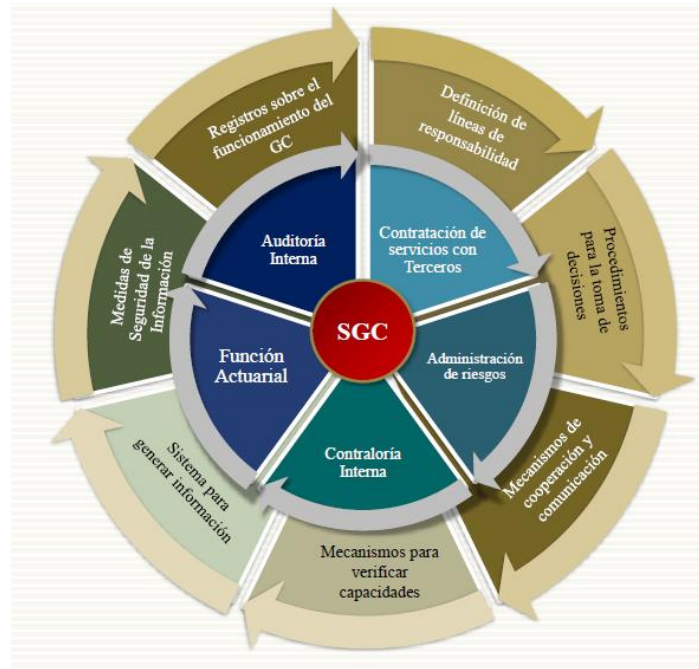 Registros sobre el
funcionamiento del
GC
Definición de
líneas de
responsabilidad
Procedimientos
para la toma de
decisiones
Mecanismos de
cooperación y
comunicación
Mecanismos para
verificar
capacidades
Sistema para
generar información
Medidas de
Seguridad de la
Información
Auditoría
Interna
Contratación de
servicios con
Terceros
Administración
de riesgos
Contraloría
Interna
Función
Actuarial
SGC